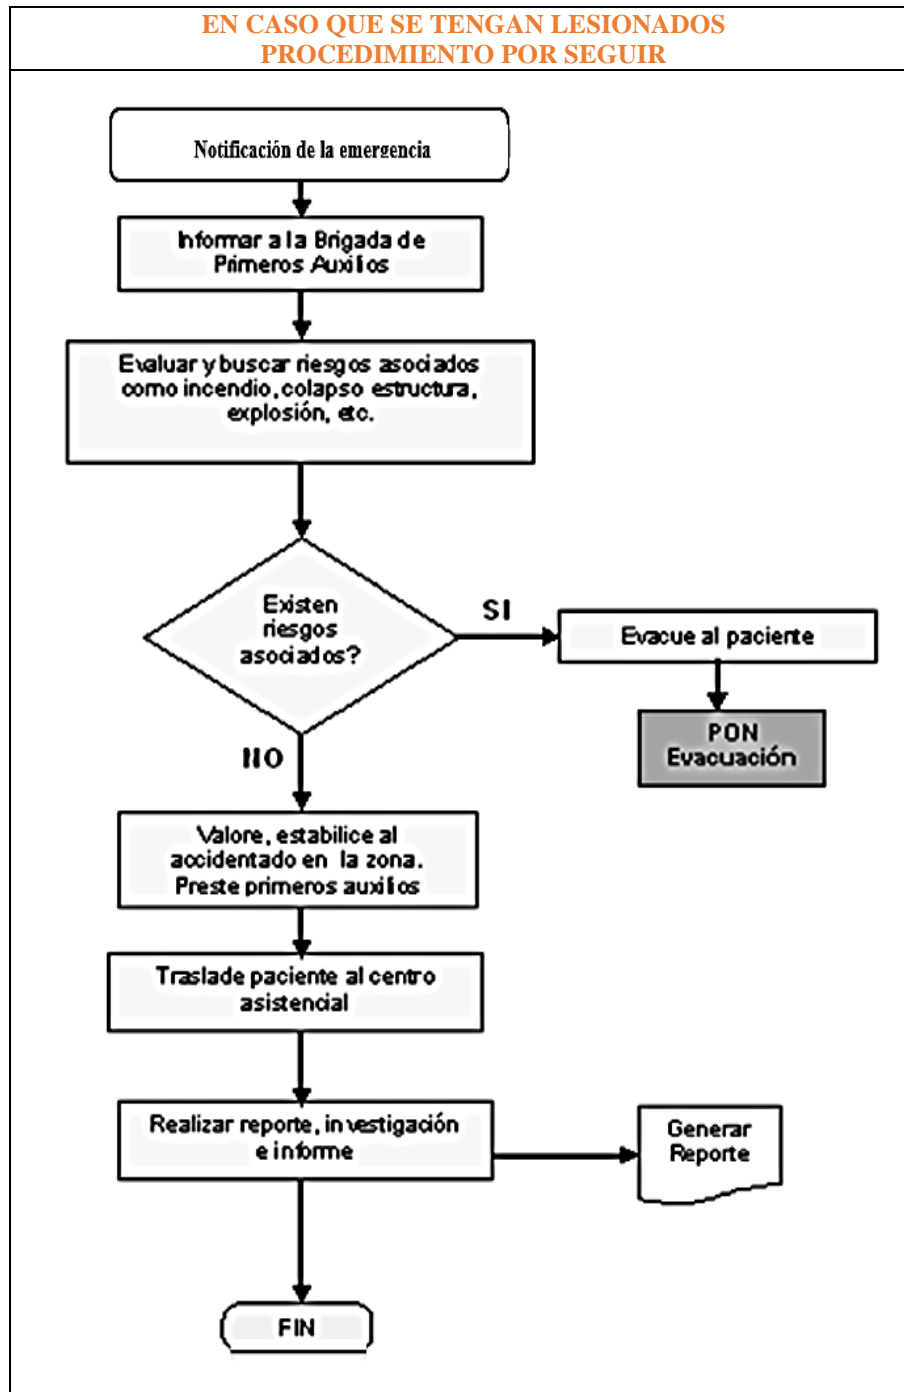 EN CASO QUE SE TENGAN LESIONADOS
PROCEDIMIENTO POR SEGUIR
Notificación de la emergencia
Informar a la Brigada de
Primeros Auxilios
Evaluar y buscar riesgos asociados
como incendio, colapso estructura,
explosión, etc.
Existen
riesgos
asociados?
SI
Evacue al paciente
PON
Evacuación
NO
Valore, estabilice al
accidentado en la zona.
Preste primeros auxilios
Traslade paciente al centro
asistencial
Realizar reporte, investigación
e informe
Generar
Reporte
FIN